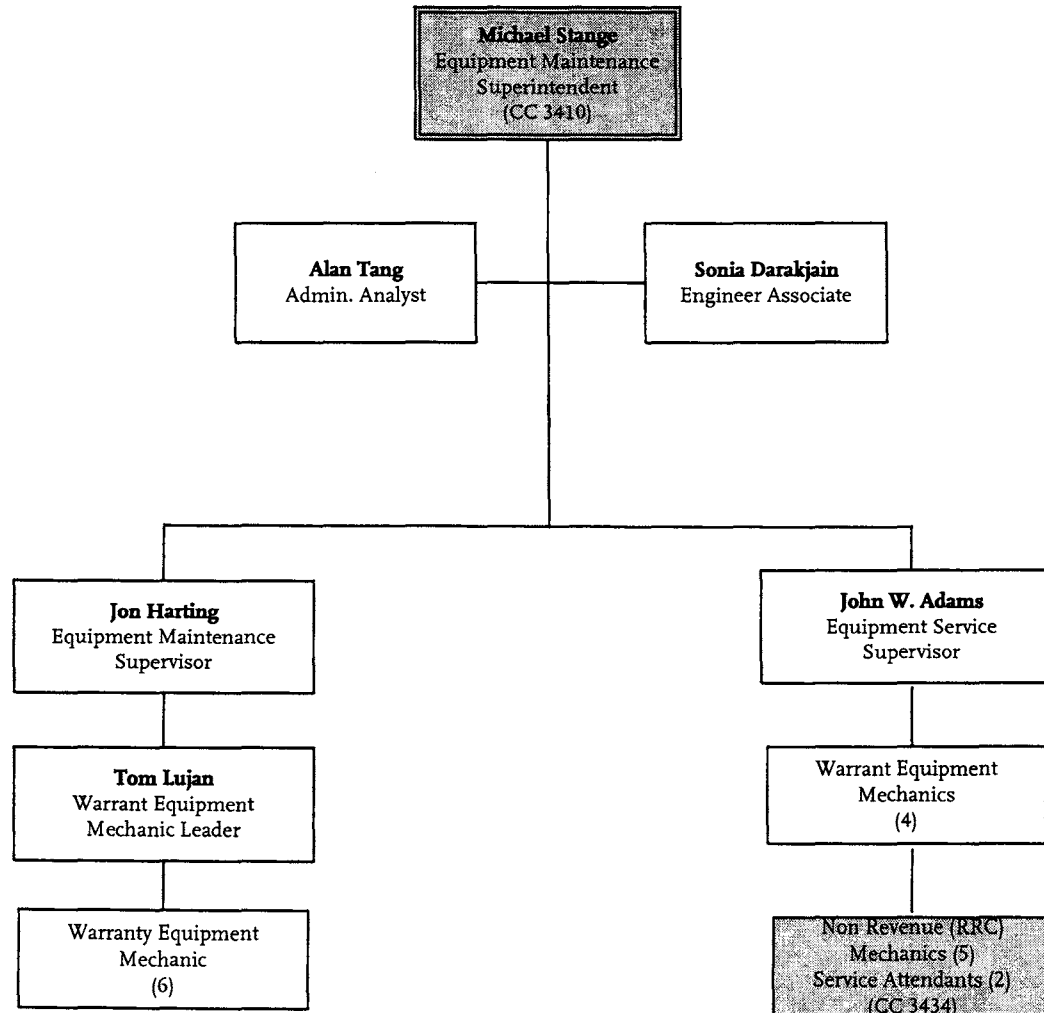 Michael Stange
Equipment Maintenance
Superintendent
(CC 3410)
Alan Tang
Admin. Analyst
Sonia Darakjain
Engineer Associate
Jon Harting
Equipment Maintenance
Supervisor
John W. Adams
Equipment Service
Supervisor
Tom Lujan
Warrant Equipment
Mechanic Leader
Warrant Equipment
Mechanics
(4)
Warranty Equipment
Mechanic
(6)
Non Revenue (RRC)
Mechanics (5)
Service Attendants (2)
(CC 3434)